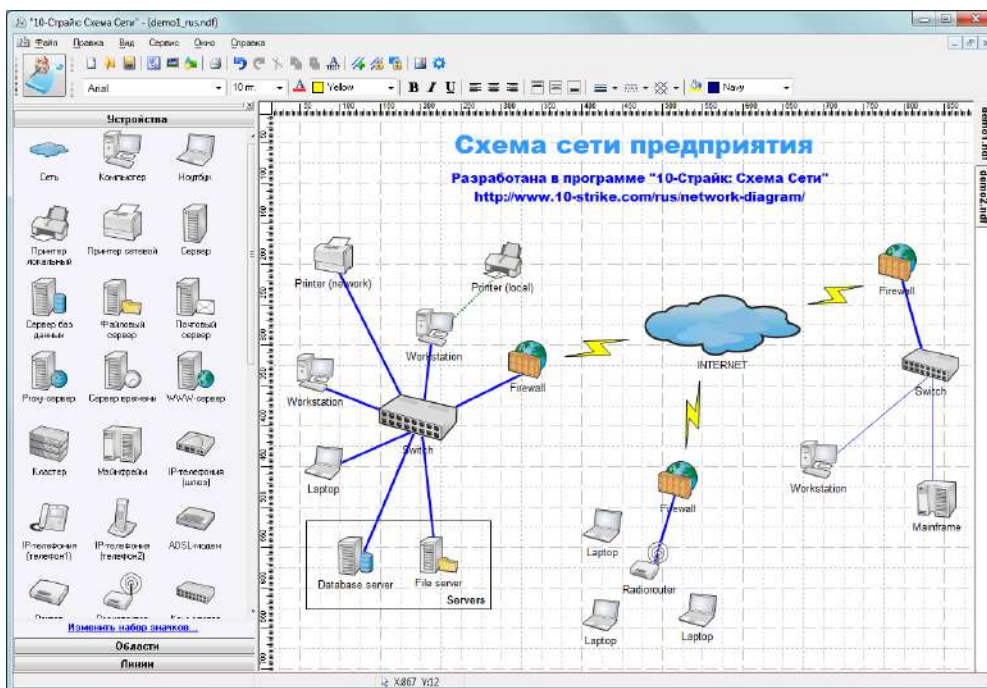 "10-Страйк: Схема Сети" - [demo1_rus.ndf]
Файл Правка Вид Сервис Окно Справка
Arial 10 пт. Yellow B I U Navy
Устройства
Сеть Компьютер Ноутбук
Принтер локальный Принтер сетевой Сервер
Сервер баз данных Файловый сервер Почтовый сервер
Proxy-сервер Сервер времени WWW-сервер
Кластер Мэйнфрейм IP-телефония (шлюз)
IP-телефония (телефон1) IP-телефония (телефон2) ADSL-модем
Изменить набор значков...
Области
Линии
demo1.ndf
demo2.ndf
Схема сети предприятия
Разработана в программе "10-Страйк: Схема Сети"
http://www.10-strike.com/rus/network-diagram/
Printer (network)
Printer (local)
Firewall
Workstation
INTERNET
Firewall
Switch
Workstation
Switch
Laptop
Workstation
Firewall
Mainframe
Laptop
Database server
File server
Radiorouter
Servers
Laptop
Laptop
X:867 Y:12